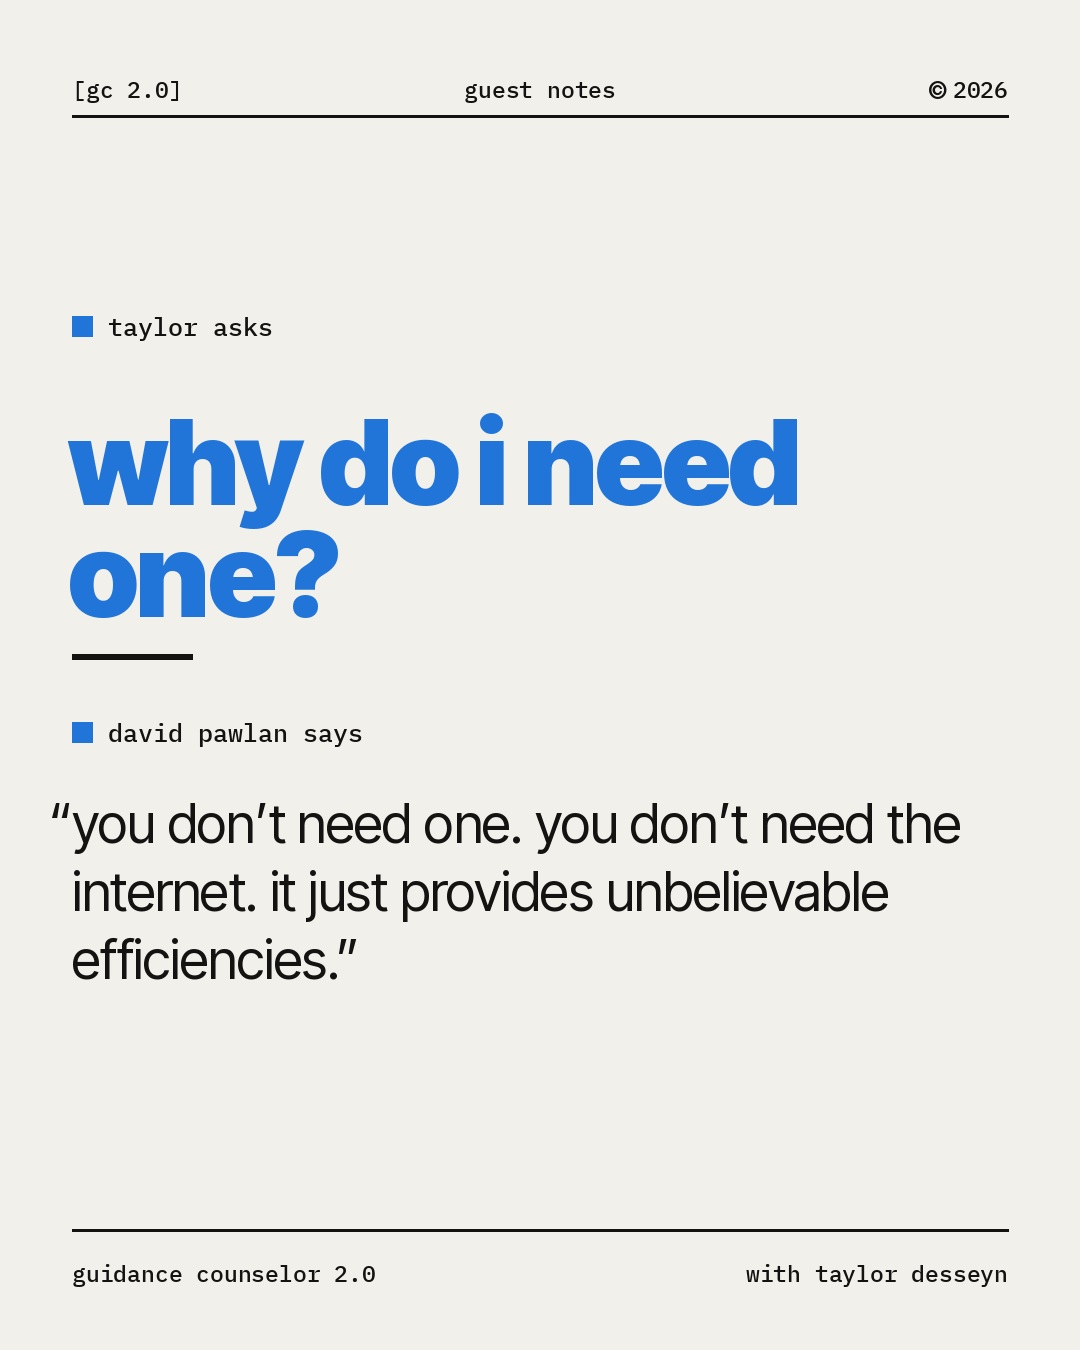 [gc 2.0]
guest notes
© 2026
taylor asks
why do i need
one?
david pawlan says
“you don’t need one. you don’t need the
internet. it just provides unbelievable
efficiencies.”
guidance counselor 2.0
with taylor desseyn